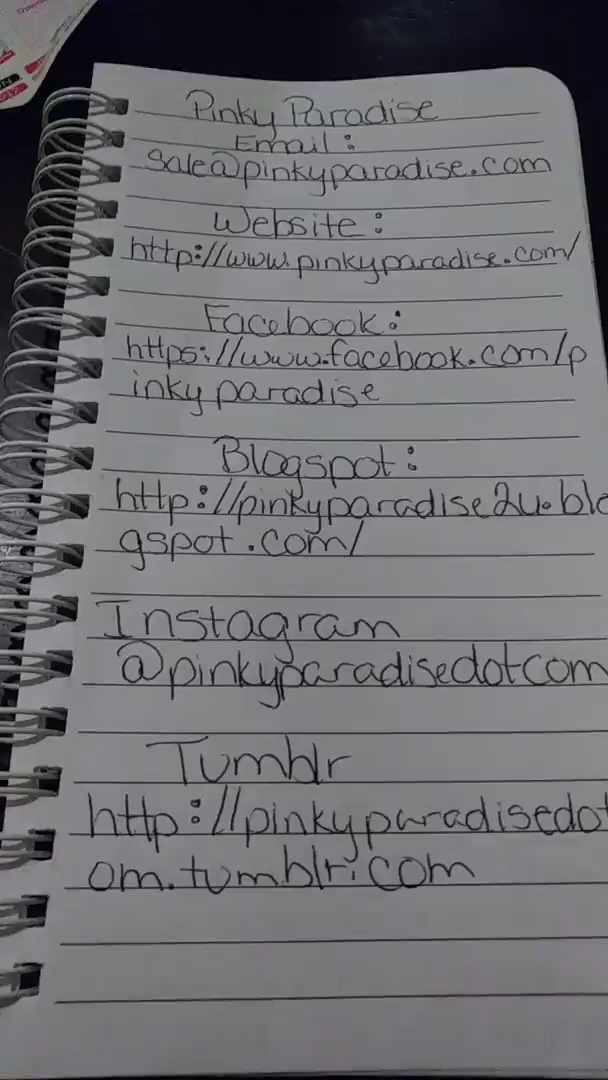 Pinky Paradise
Email:
sale@pinkyparadise.com
Website:
http://www.pinkyparadise.com/
Facebook:
https://www.facebook.com/p
inkyparadise
Blogspot:
http://pinkyparadise2u.blo
gspot.com/
Instagram
@pinkyparadisedotcom
Tumblr
http://pinkyparadisedot
om.tumblr.com